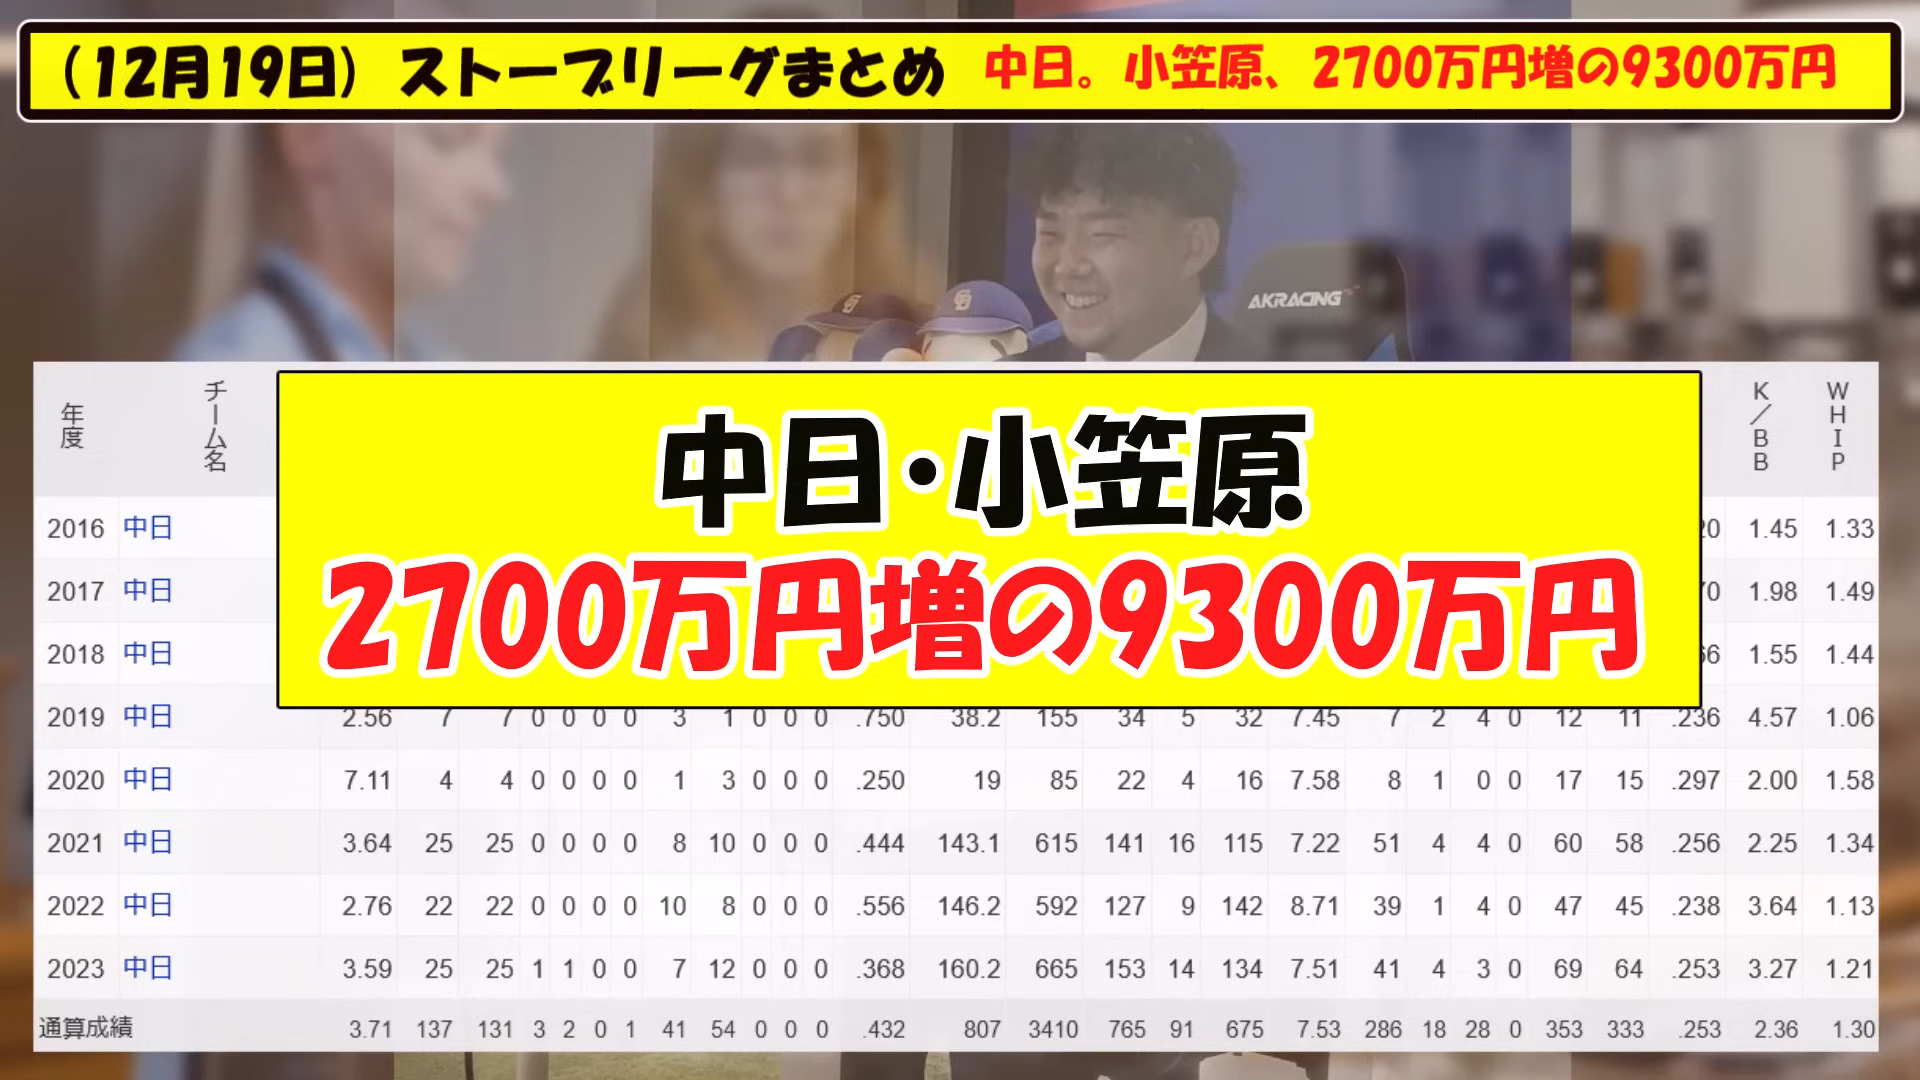 (12月19日) ストーブリーグまとめ 中日。小笠原、2700万円増の9300万円
AKRACING
中日・小笠原
2700万円増の9300万円
年度 チーム名 K/BB WHIP
2016 中日 1.45 1.33
2017 中日 1.98 1.49
2018 中日 1.55 1.44
2019 中日 2.56 7 7 0 0 0 0 3 1 0 0 0 .750 38.2 155 34 5 32 7.45 7 2 4 0 12 11 .236 4.57 1.06
2020 中日 7.11 4 4 0 0 0 0 1 3 0 0 0 .250 19 85 22 4 16 7.58 8 1 0 0 17 15 .297 2.00 1.58
2021 中日 3.64 25 25 0 0 0 0 8 10 0 0 0 .444 143.1 615 141 16 115 7.22 51 4 4 0 60 58 .256 2.25 1.34
2022 中日 2.76 22 22 0 0 0 0 10 8 0 0 0 .556 146.2 592 127 9 142 8.71 39 1 4 0 47 45 .238 3.64 1.13
2023 中日 3.59 25 25 1 1 0 0 7 12 0 0 0 .368 160.2 665 153 14 134 7.51 41 4 3 0 69 64 .253 3.27 1.21
通算成績 3.71 137 131 3 2 0 1 41 54 0 0 0 .432 807 3410 765 91 675 7.53 286 18 28 0 353 333 .253 2.36 1.30